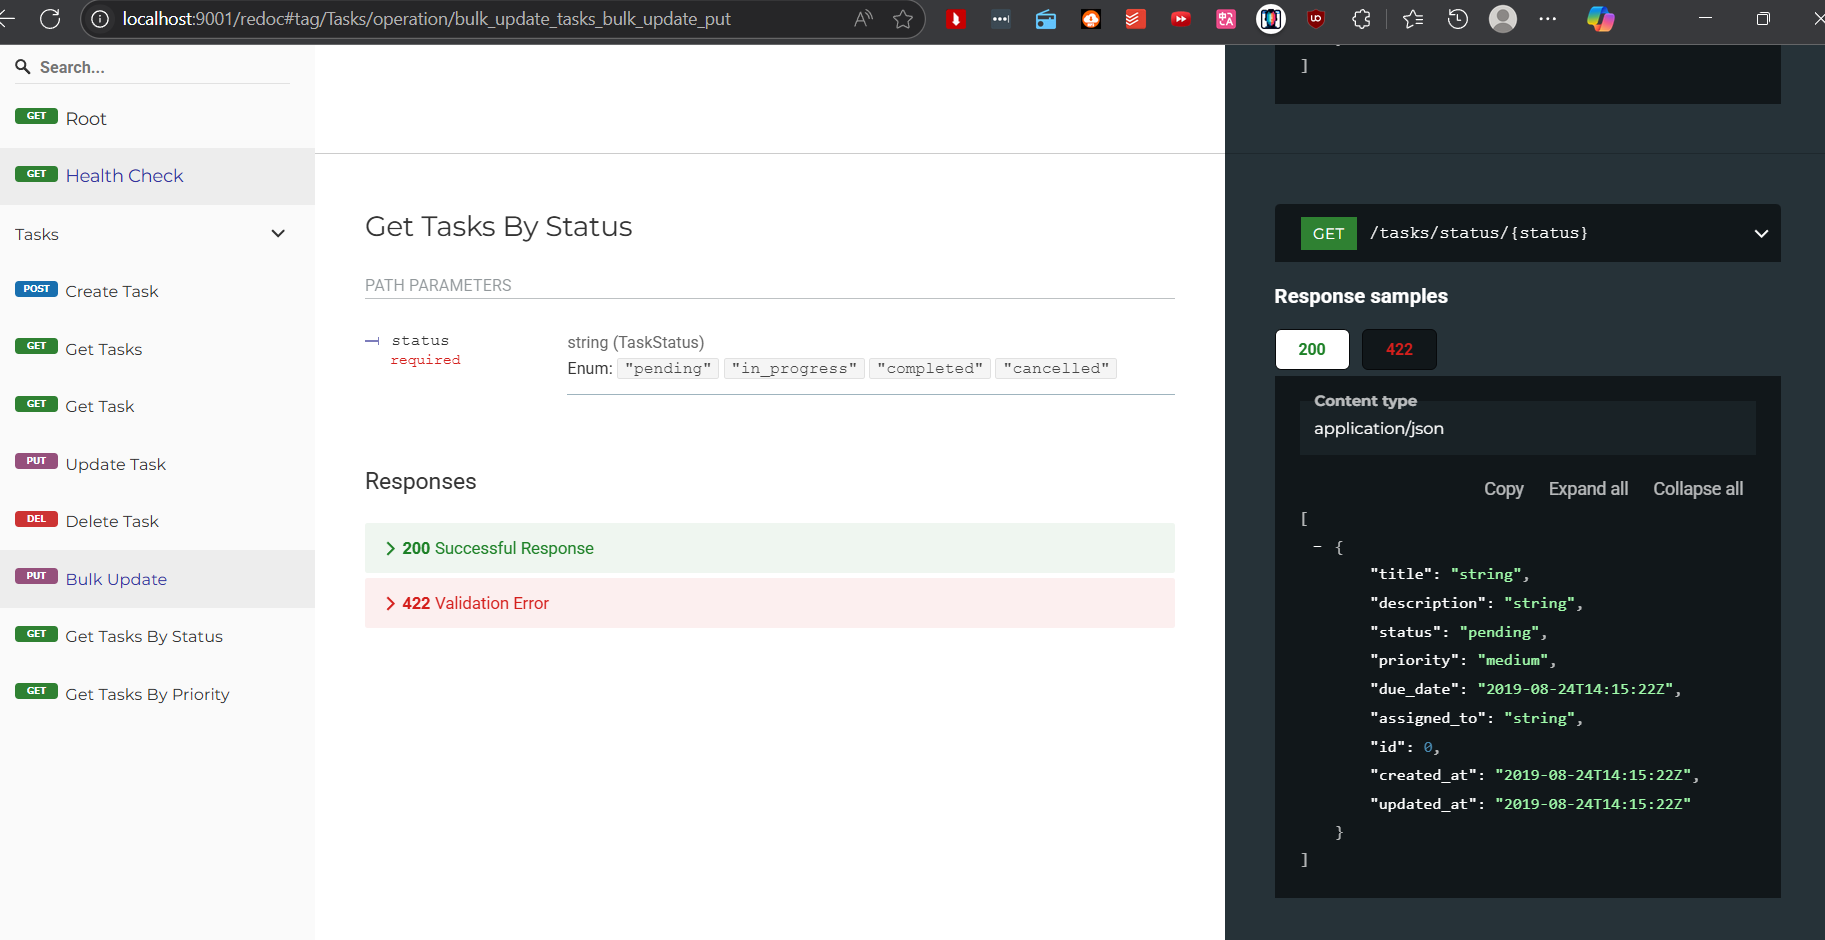 localhost:9001/redoc#tag/Tasks/operation/bulk_update_tasks_bulk_update_put
Search...
GET Root
GET Health Check
Tasks
POST Create Task
GET Get Tasks
GET Get Task
PUT Update Task
DEL Delete Task
PUT Bulk Update
GET Get Tasks By Status
GET Get Tasks By Priority
Get Tasks By Status
PATH PARAMETERS
status
required
string (TaskStatus)
Enum: "pending" "in_progress" "completed" "cancelled"
Responses
200 Successful Response
422 Validation Error
]
GET /tasks/status/{status}
Response samples
200 422
Content type
application/json
Copy Expand all Collapse all
[
− {
"title": "string",
"description": "string",
"status": "pending",
"priority": "medium",
"due_date": "2019-08-24T14:15:22Z",
"assigned_to": "string",
"id": 0,
"created_at": "2019-08-24T14:15:22Z",
"updated_at": "2019-08-24T14:15:22Z"
}
]